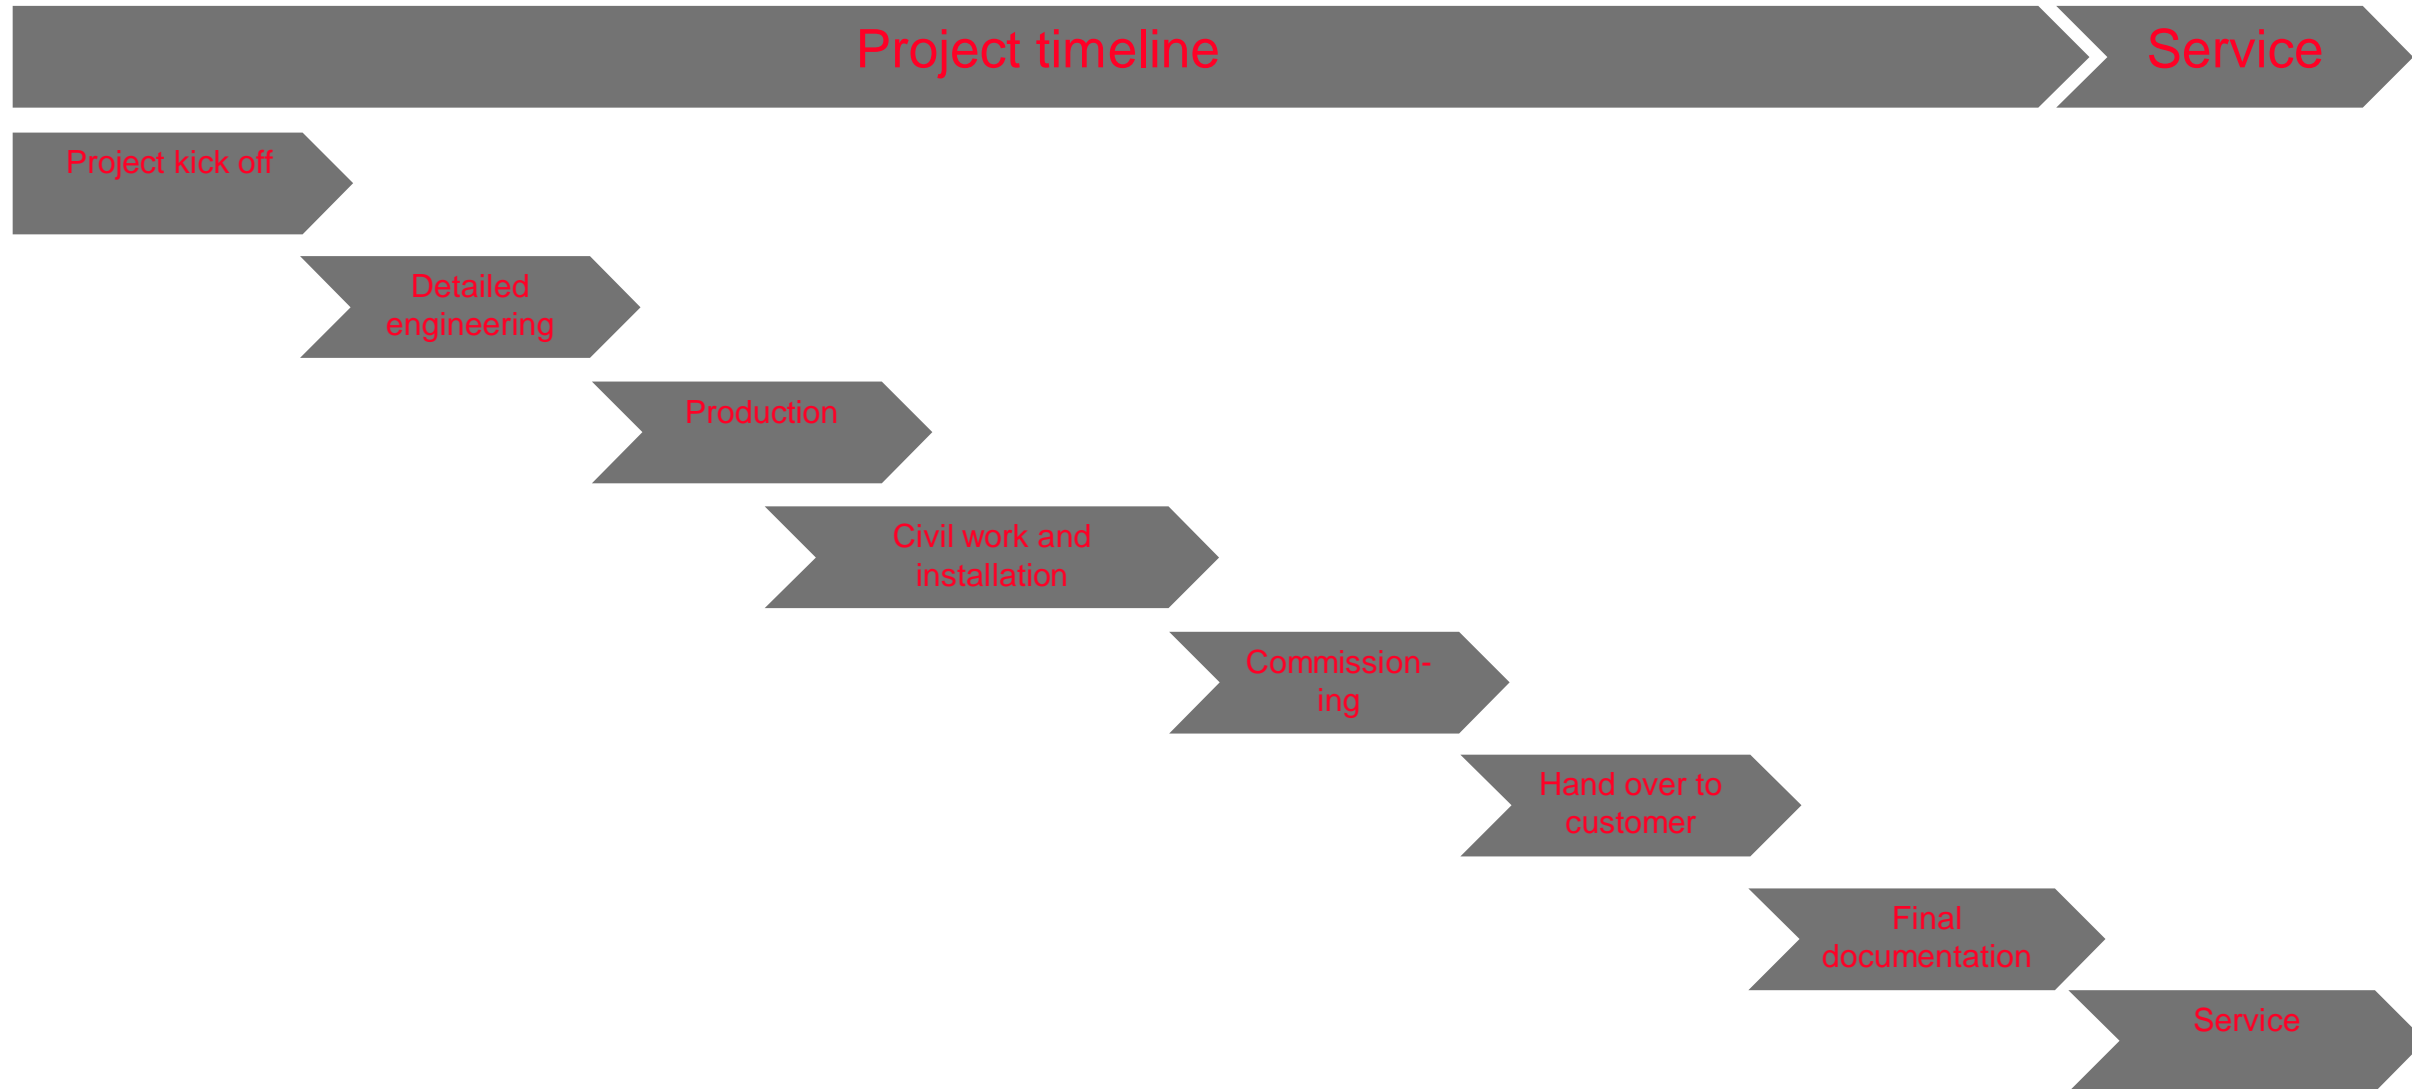 Project timeline
Service
Project kick off
Detailed
engineering
Production
Civil work and
installation
Commission-
ing
Hand over to
customer
Final
documentation
Service